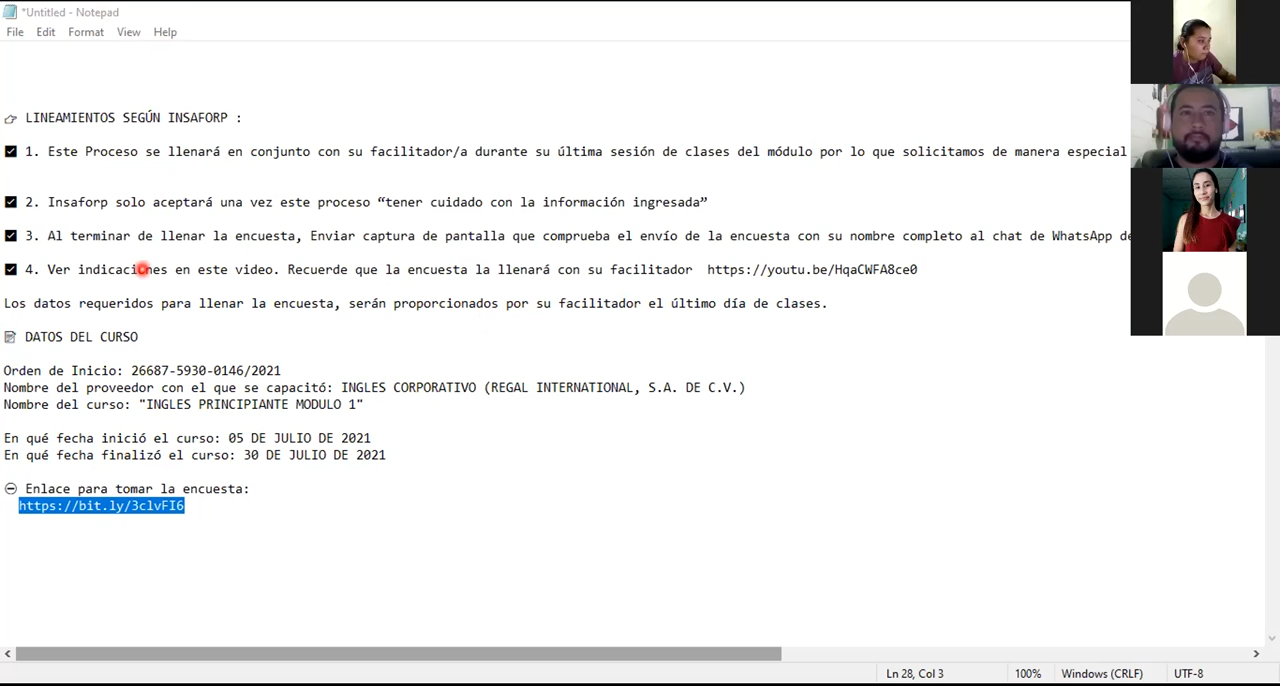 *Untitled - Notepad
File Edit Format View Help
LINEAMIENTOS SEGÚN INSAFORP :
1. Este Proceso se llenará en conjunto con su facilitador/a durante su última sesión de clases del módulo por lo que solicitamos de manera especial
2. Insaforp solo aceptará una vez este proceso “tener cuidado con la información ingresada”
3. Al terminar de llenar la encuesta, Enviar captura de pantalla que comprueba el envío de la encuesta con su nombre completo al chat de WhatsApp de
4. Ver indicaciones en este video. Recuerde que la encuesta la llenará con su facilitador https://youtu.be/HqaCWFA8ce0
Los datos requeridos para llenar la encuesta, serán proporcionados por su facilitador el último día de clases.
DATOS DEL CURSO
Orden de Inicio: 26687-5930-0146/2021
Nombre del proveedor con el que se capacitó: INGLES CORPORATIVO (REGAL INTERNATIONAL, S.A. DE C.V.)
Nombre del curso: "INGLES PRINCIPIANTE MODULO 1"
En qué fecha inició el curso: 05 DE JULIO DE 2021
En qué fecha finalizó el curso: 30 DE JULIO DE 2021
Enlace para tomar la encuesta:
https://bit.ly/3clvFI6
Ln 28, Col 3 100% Windows (CRLF) UTF-8